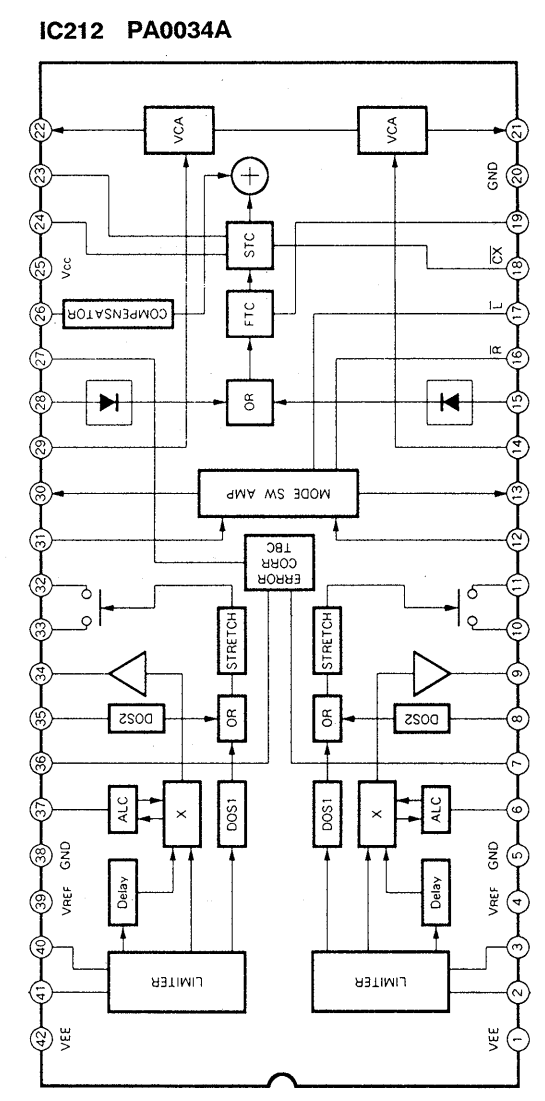 IC212 PA0034A
22
VCA
VCA
21
23
GND
20
24
STC
19
25
Vcc
CX
18
26
COMPENSATOR
FTC
L
17
27
R
16
28
OR
15
29
14
30
MODE SW AMP
13
31
12
ERROR
CORR
TBC
32
11
33
STRETCH
STRETCH
10
34
9
35
DOS2
OR
OR
DOS2
8
36
7
37
ALC
X
DOS1
DOS1
X
ALC
6
38
GND
GND
5
39
VREF
Delay
Delay
VREF
4
40
3
41
LIMITER
LIMITER
2
42
VEE
VEE
1